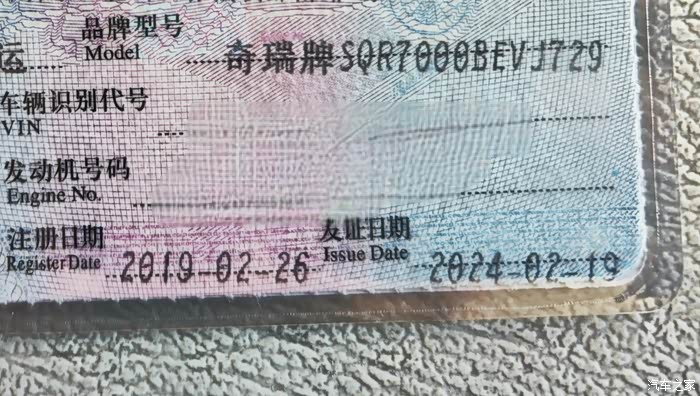 品牌型号 奇瑞牌SQR7000BEVJ729
运 Model
车辆识别代号
VIN
发动机号码
Engine No.
注册日期 2019-02-26 发证日期 2024-02-19
Register Date Issue Date
汽车之家